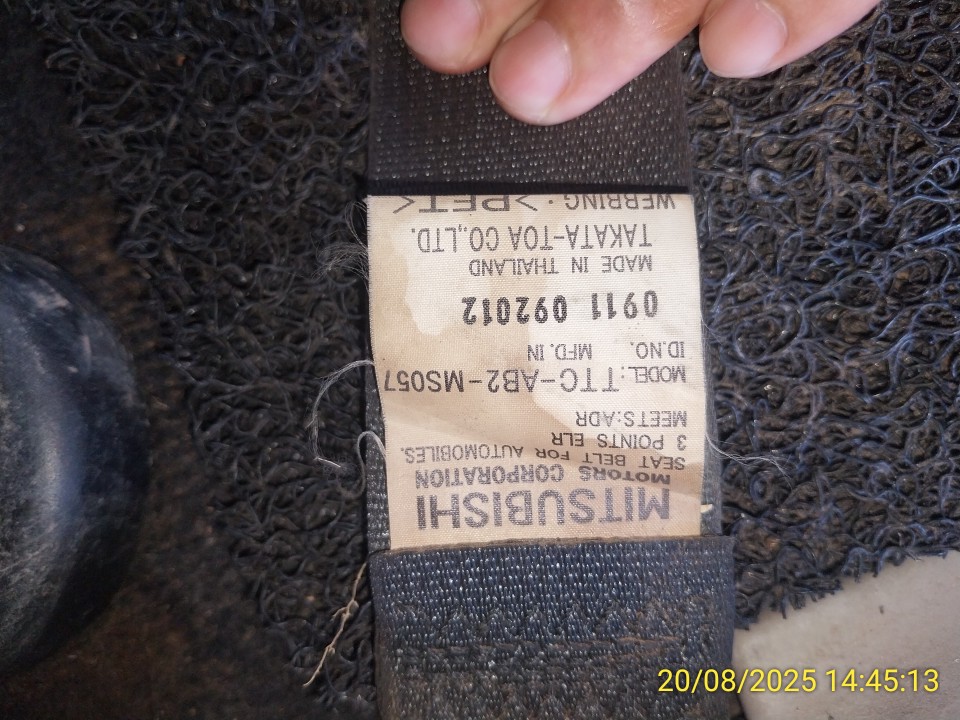 MITSUBISHI
MOTORS CORPORATION
SEAT BELT FOR AUTOMOBILES.
3 POINTS ELR
MEETS:ADR
MODEL:TTC-AB2-MS057
ID.NO. MFD.IN
0911 092012
MADE IN THAILAND
TAKATA-TOA CO.,LTD.
WEBBING: >PET<
20/08/2025 14:45:13